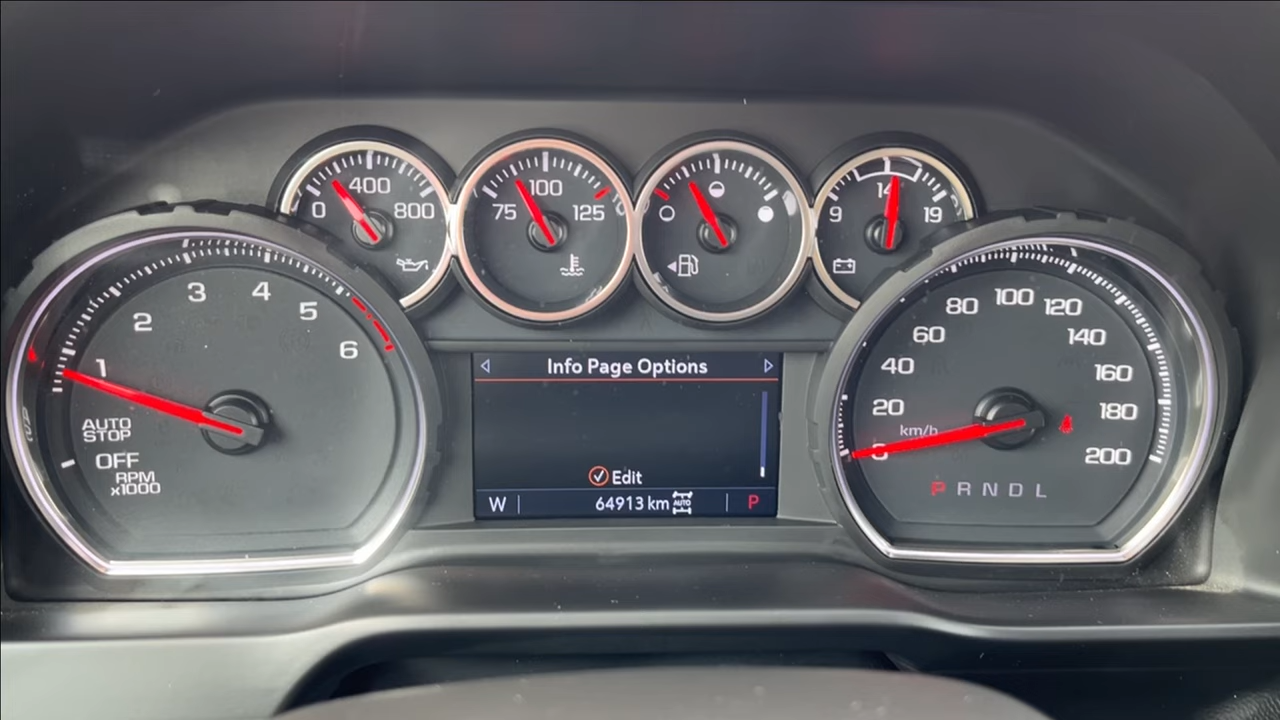 0 400 800
75 100 125
9 14 19
1 2 3 4 5 6
AUTO
STOP
OFF
RPM
x1000
Info Page Options
Edit
W 64913 km AUTO P
0 20 40 60 80 100 120 140 160 180 200
km/h
P R N D L